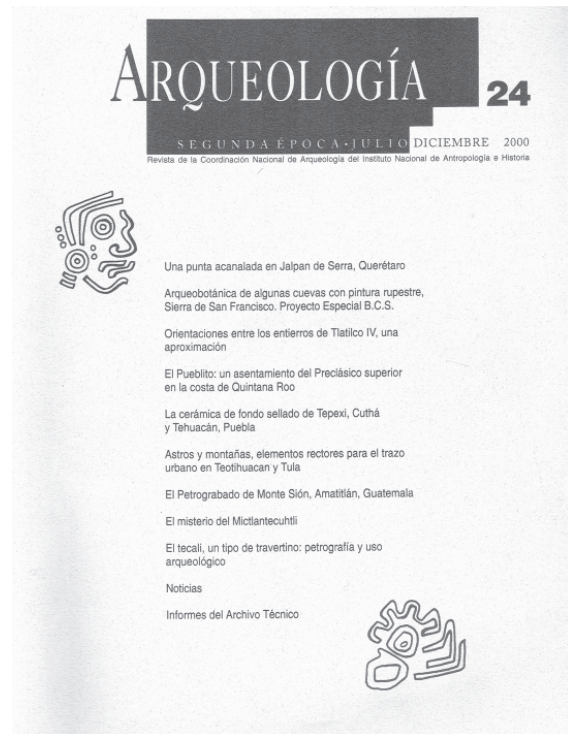 ARQUEOLOGÍA 24
SEGUNDA ÉPOCA · JULIO DICIEMBRE 2000
Revista de la Coordinación Nacional de Arqueología del Instituto Nacional de Antropología e Historia
Una punta acanalada en Jalpan de Serra, Querétaro
Arqueobotánica de algunas cuevas con pintura rupestre,
Sierra de San Francisco. Proyecto Especial B.C.S.
Orientaciones entre los entierros de Tlatilco IV, una
aproximación
El Pueblito: un asentamiento del Preclásico superior
en la costa de Quintana Roo
La cerámica de fondo sellado de Tepexi, Cuthá
y Tehuacán, Puebla
Astros y montañas, elementos rectores para el trazo
urbano en Teotihuacan y Tula
El Petrograbado de Monte Sión, Amatitlán, Guatemala
El misterio del Mictlantecuhtli
El tecali, un tipo de travertino: petrografía y uso
arqueológico
Noticias
Informes del Archivo Técnico